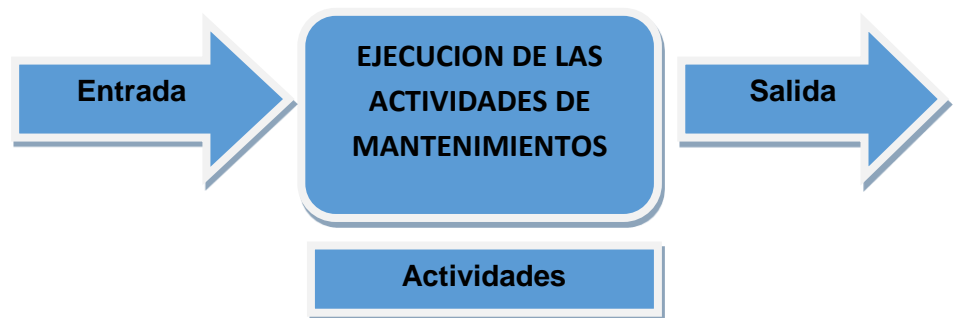 Entrada
EJECUCION DE LAS
ACTIVIDADES DE
MANTENIMIENTOS
Salida
Actividades